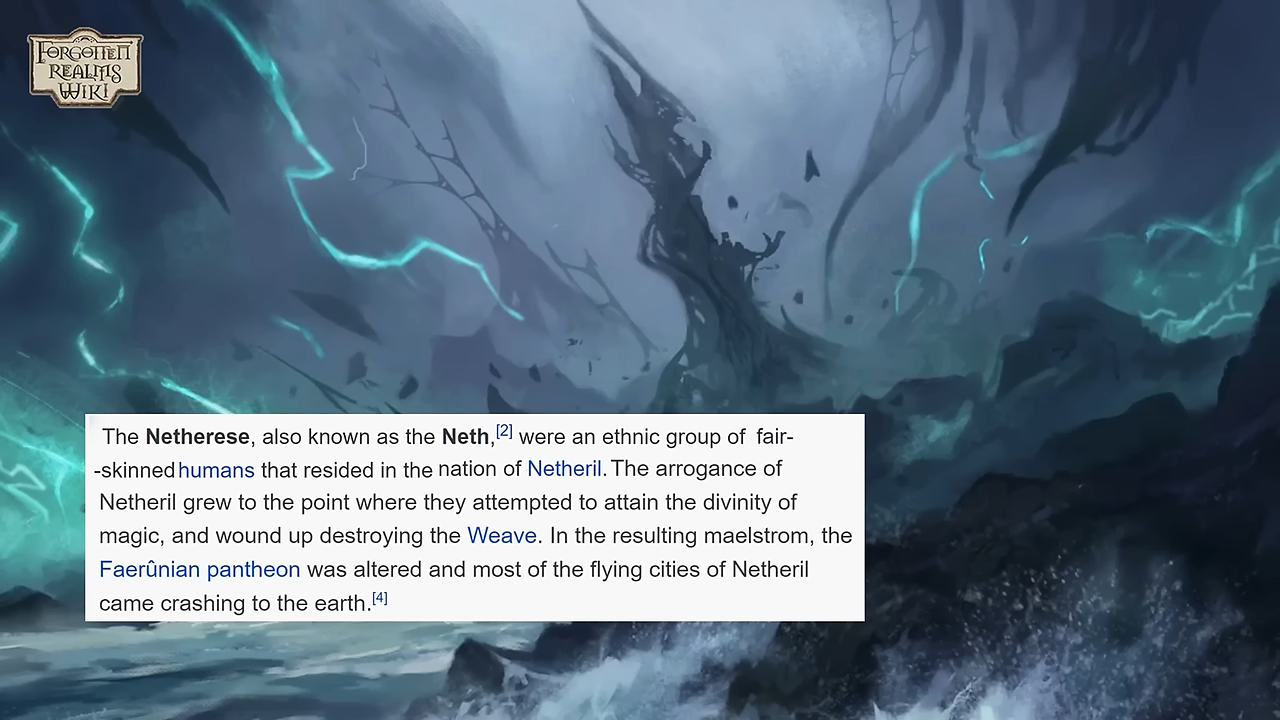 FORGOTTEN
REALMS
WIKI
The Netherese, also known as the Neth,[2] were an ethnic group of fair-
-skinned humans that resided in the nation of Netheril. The arrogance of
Netheril grew to the point where they attempted to attain the divinity of
magic, and wound up destroying the Weave. In the resulting maelstrom, the
Faerûnian pantheon was altered and most of the flying cities of Netheril
came crashing to the earth.[4]